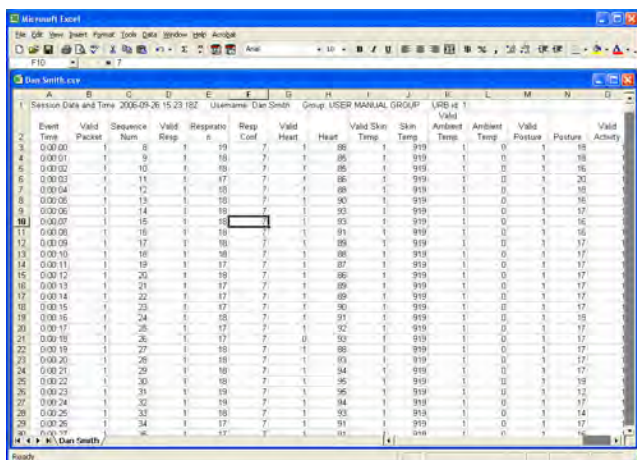 Microsoft Excel
File Edit View Insert Format Tools Data Window Help Acrobat
Arial 10 B I U
F10 = 7
Dan Smith.csv
A B C D E F G H I J K L M N O
1 Session Date and Time 2006-09-26 15:23:18Z Username: Dan Smith Group: USER MANUAL GROUP URB id: 1
2 Event Time Valid Packet Sequence Num Valid Resp Respiration Resp Conf Valid Heart Heart Valid Skin Temp Skin Temp Valid Ambient Temp Ambient Temp Valid Posture Posture Valid Activity
3 0:00:00 1 8 1 19 7 1 88 1 919 1 0 1 18
4 0:00:01 1 9 1 18 7 1 85 1 919 1 0 1 18
5 0:00:02 1 10 1 18 7 1 85 1 919 1 0 1 16
6 0:00:03 1 11 1 17 7 1 86 1 919 1 0 1 20
7 0:00:04 1 12 1 18 7 1 88 1 919 1 0 1 18
8 0:00:05 1 13 1 18 7 1 90 1 919 1 0 1 16
9 0:00:06 1 14 1 18 7 1 93 1 919 1 0 1 17
10 0:00:07 1 15 1 18 7 1 93 1 919 1 0 1 16
11 0:00:08 1 16 1 18 7 1 91 1 919 1 0 1 16
12 0:00:09 1 17 1 18 7 1 89 1 919 1 0 1 17
13 0:00:10 1 18 1 18 7 1 88 1 919 1 0 1 17
14 0:00:11 1 19 1 17 7 1 87 1 919 1 0 1 17
15 0:00:12 1 20 1 18 7 1 86 1 919 1 0 1 17
16 0:00:13 1 21 1 17 7 1 89 1 919 1 0 1 17
17 0:00:14 1 22 1 17 7 1 89 1 919 1 0 1 17
18 0:00:15 1 23 1 17 7 1 90 1 919 1 0 1 17
19 0:00:16 1 24 1 18 7 1 91 1 919 1 0 1 18
20 0:00:17 1 25 1 17 7 1 92 1 919 1 0 1 17
21 0:00:18 1 26 1 17 7 0 93 1 919 1 0 1 17
22 0:00:19 1 27 1 18 7 1 88 1 919 1 0 1 17
23 0:00:20 1 28 1 18 7 1 93 1 919 1 0 1 17
24 0:00:21 1 29 1 18 7 1 94 1 919 1 0 1 17
25 0:00:22 1 30 1 18 7 1 95 1 919 1 0 1 19
26 0:00:23 1 31 1 19 7 1 95 1 919 1 0 1 12
27 0:00:24 1 32 1 19 7 1 94 1 919 1 0 1 17
28 0:00:25 1 33 1 18 7 1 93 1 919 1 0 1 14
29 0:00:26 1 34 1 17 7 1 91 1 919 1 0 1 17
Dan Smith
Ready